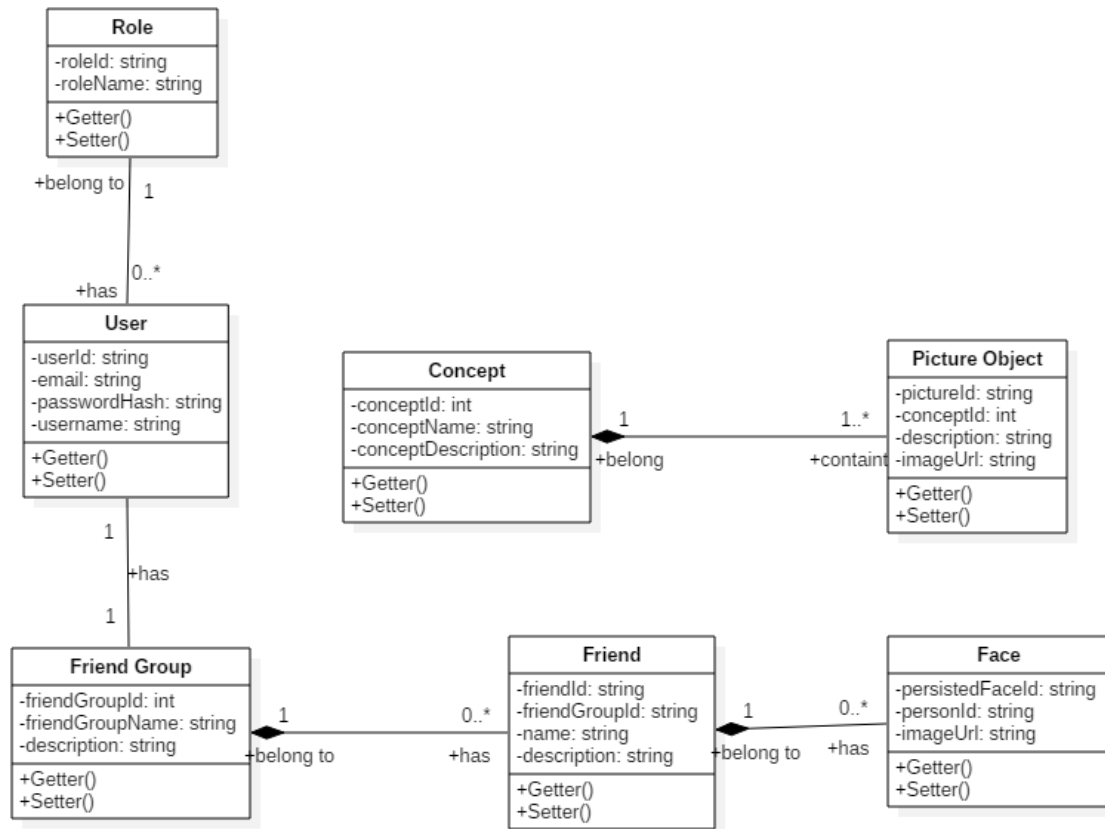 Role
-roleId: string
-roleName: string
+Getter()
+Setter()
+belong to
1
0..*
+has
User
-userId: string
-email: string
-passwordHash: string
-username: string
+Getter()
+Setter()
1
+has
1
Concept
-conceptId: int
-conceptName: string
-conceptDescription: string
+Getter()
+Setter()
1
+belong
1..*
+containt
Picture Object
-pictureId: string
-conceptId: int
-description: string
-imageUrl: string
+Getter()
+Setter()
Friend Group
-friendGroupId: int
-friendGroupName: string
-description: string
+Getter()
+Setter()
1
+belong to
0..*
+has
Friend
-friendId: string
-friendGroupId: string
-name: string
-description: string
+Getter()
+Setter()
1
+belong to
0..*
+has
Face
-persistedFaceId: string
-personId: string
-imageUrl: string
+Getter()
+Setter()